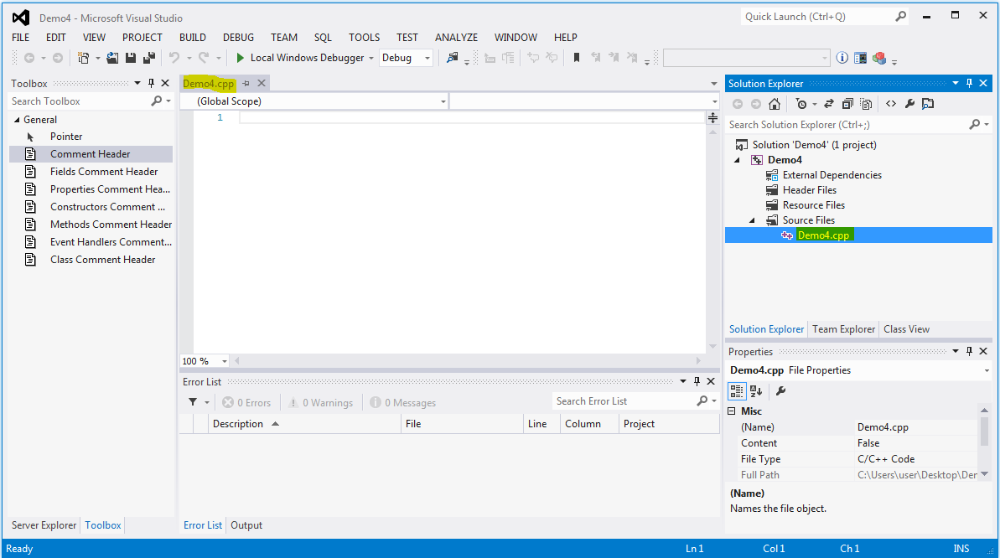 Demo4 - Microsoft Visual Studio
Quick Launch (Ctrl+Q)
FILE EDIT VIEW PROJECT BUILD DEBUG TEAM SQL TOOLS TEST ANALYZE WINDOW HELP
Local Windows Debugger Debug
Toolbox
Search Toolbox
General
Pointer
Comment Header
Fields Comment Header
Properties Comment Hea...
Constructors Comment ...
Methods Comment Header
Event Handlers Comment...
Class Comment Header
Server Explorer Toolbox
Demo4.cpp
(Global Scope)
1
100 %
Error List
0 Errors 0 Warnings 0 Messages Search Error List
Description File Line Column Project
Error List Output
Solution Explorer
Search Solution Explorer (Ctrl+;)
Solution 'Demo4' (1 project)
Demo4
External Dependencies
Header Files
Resource Files
Source Files
Demo4.cpp
Solution Explorer Team Explorer Class View
Properties
Demo4.cpp File Properties
Misc
(Name) Demo4.cpp
Content False
File Type C/C++ Code
Full Path C:\Users\user\Desktop\Der
(Name)
Names the file object.
Ready Ln 1 Col 1 Ch 1 INS